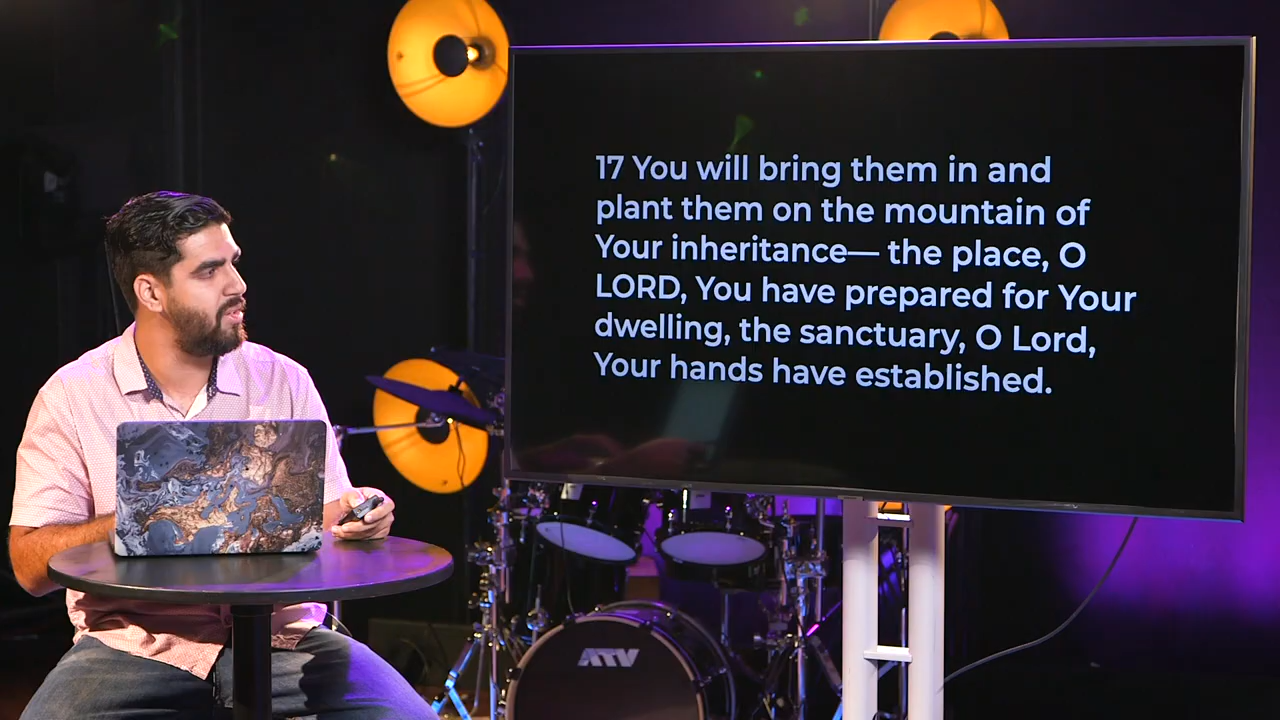 17 You will bring them in and
plant them on the mountain of
Your inheritance— the place, O
LORD, You have prepared for Your
dwelling, the sanctuary, O Lord,
Your hands have established.
ATV